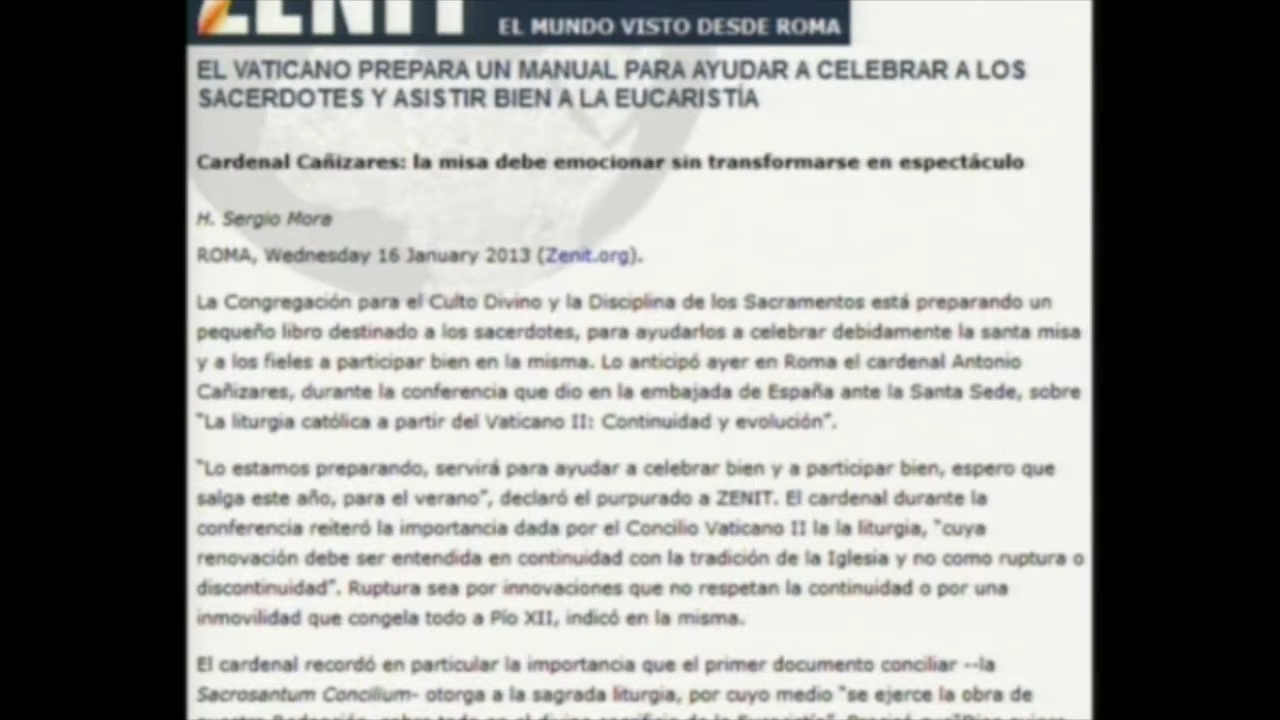 ZENIT EL MUNDO VISTO DESDE ROMA
EL VATICANO PREPARA UN MANUAL PARA AYUDAR A CELEBRAR A LOS
SACERDOTES Y ASISTIR BIEN A LA EUCARISTÍA
Cardenal Cañizares: la misa debe emocionar sin transformarse en espectáculo
H. Sergio Mora
ROMA, Wednesday 16 January 2013 (Zenit.org).
La Congregación para el Culto Divino y la Disciplina de los Sacramentos está preparando un
pequeño libro destinado a los sacerdotes, para ayudarlos a celebrar debidamente la santa misa
y a los fieles a participar bien en la misma. Lo anticipó ayer en Roma el cardenal Antonio
Cañizares, durante la conferencia que dio en la embajada de España ante la Santa Sede, sobre
"La liturgia católica a partir del Vaticano II: Continuidad y evolución".
"Lo estamos preparando, servirá para ayudar a celebrar bien y a participar bien, espero que
salga este año, para el verano", declaró el purpurado a ZENIT. El cardenal durante la
conferencia reiteró la importancia dada por el Concilio Vaticano II la la liturgia, "cuya
renovación debe ser entendida en continuidad con la tradición de la Iglesia y no como ruptura o
discontinuidad". Ruptura sea por innovaciones que no respetan la continuidad o por una
inmovilidad que congela todo a Pío XII, indicó en la misma.
El cardenal recordó en particular la importancia que el primer documento conciliar --la
Sacrosantum Concilium- otorga a la sagrada liturgia, por cuyo medio "se ejerce la obra de